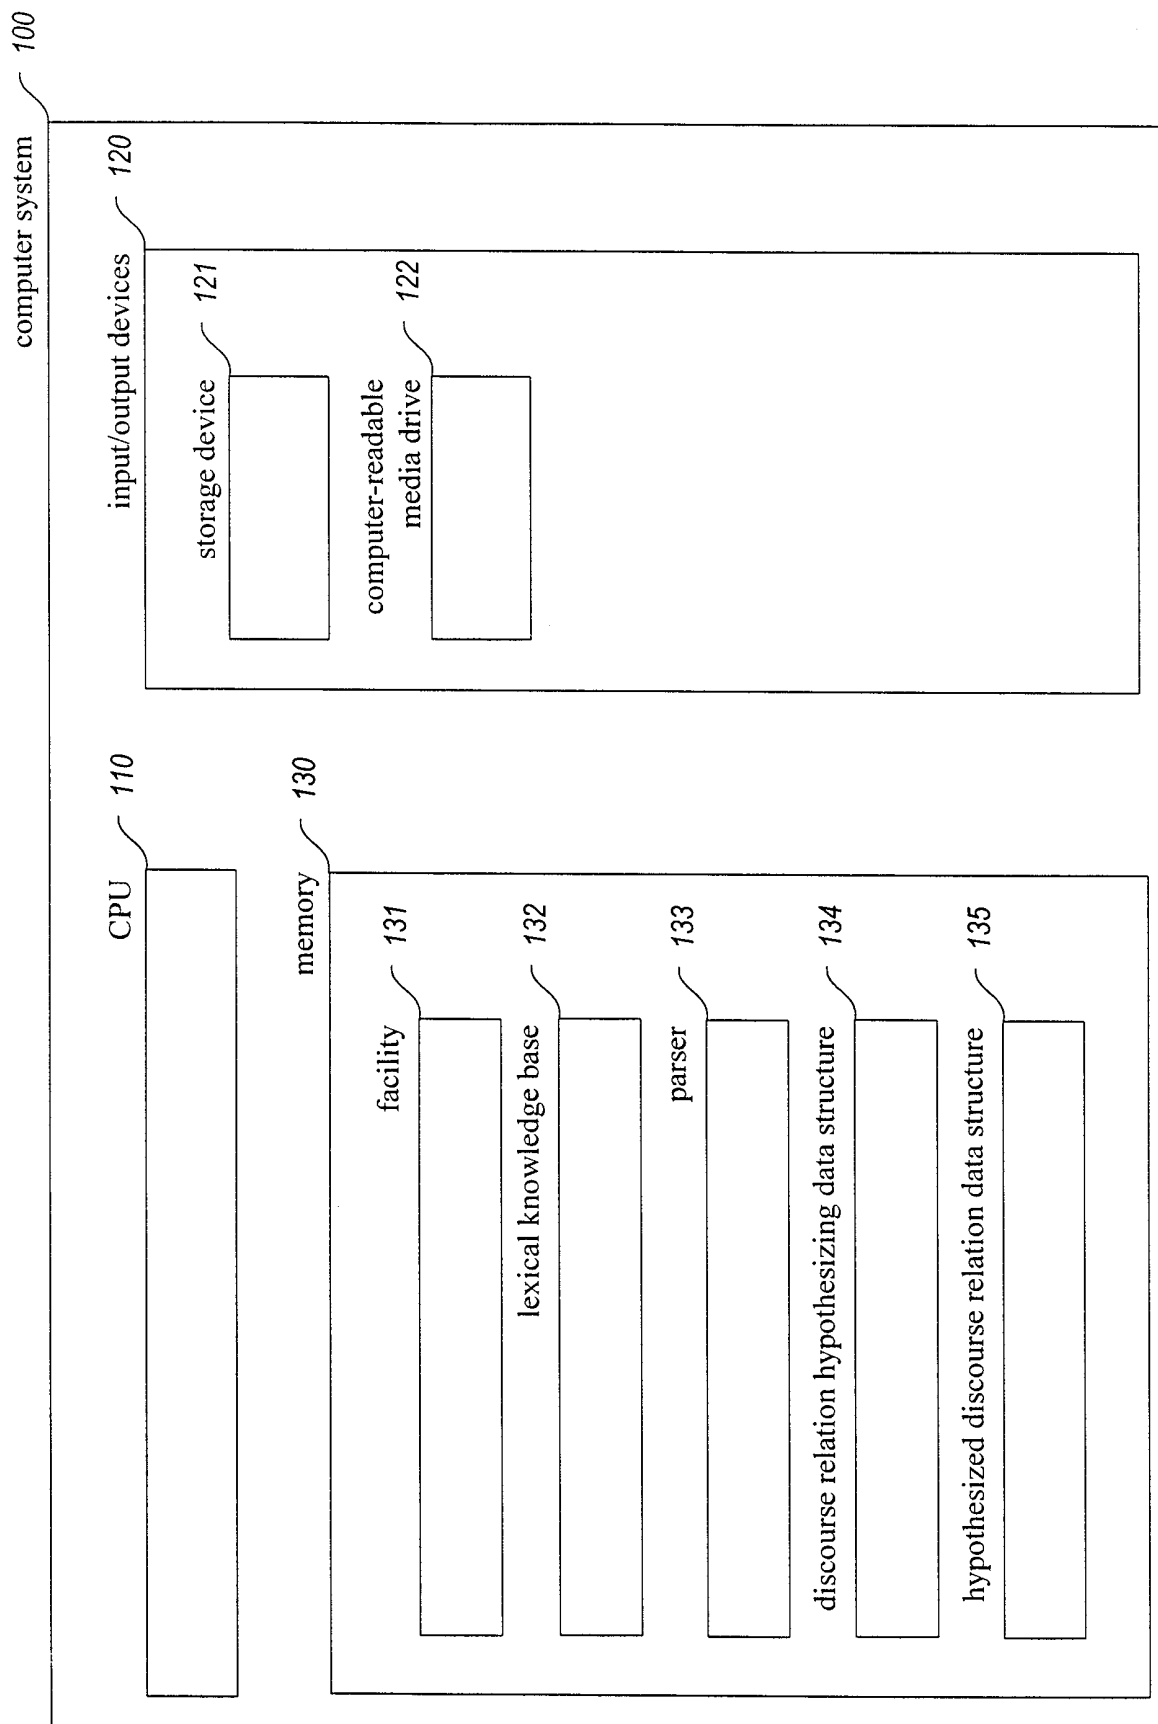 computer system 100
CPU 110
input/output devices 120
storage device 121
computer-readable
media drive 122
memory 130
facility 131
lexical knowledge base 132
parser 133
discourse relation hypothesizing data structure 134
hypothesized discourse relation data structure 135